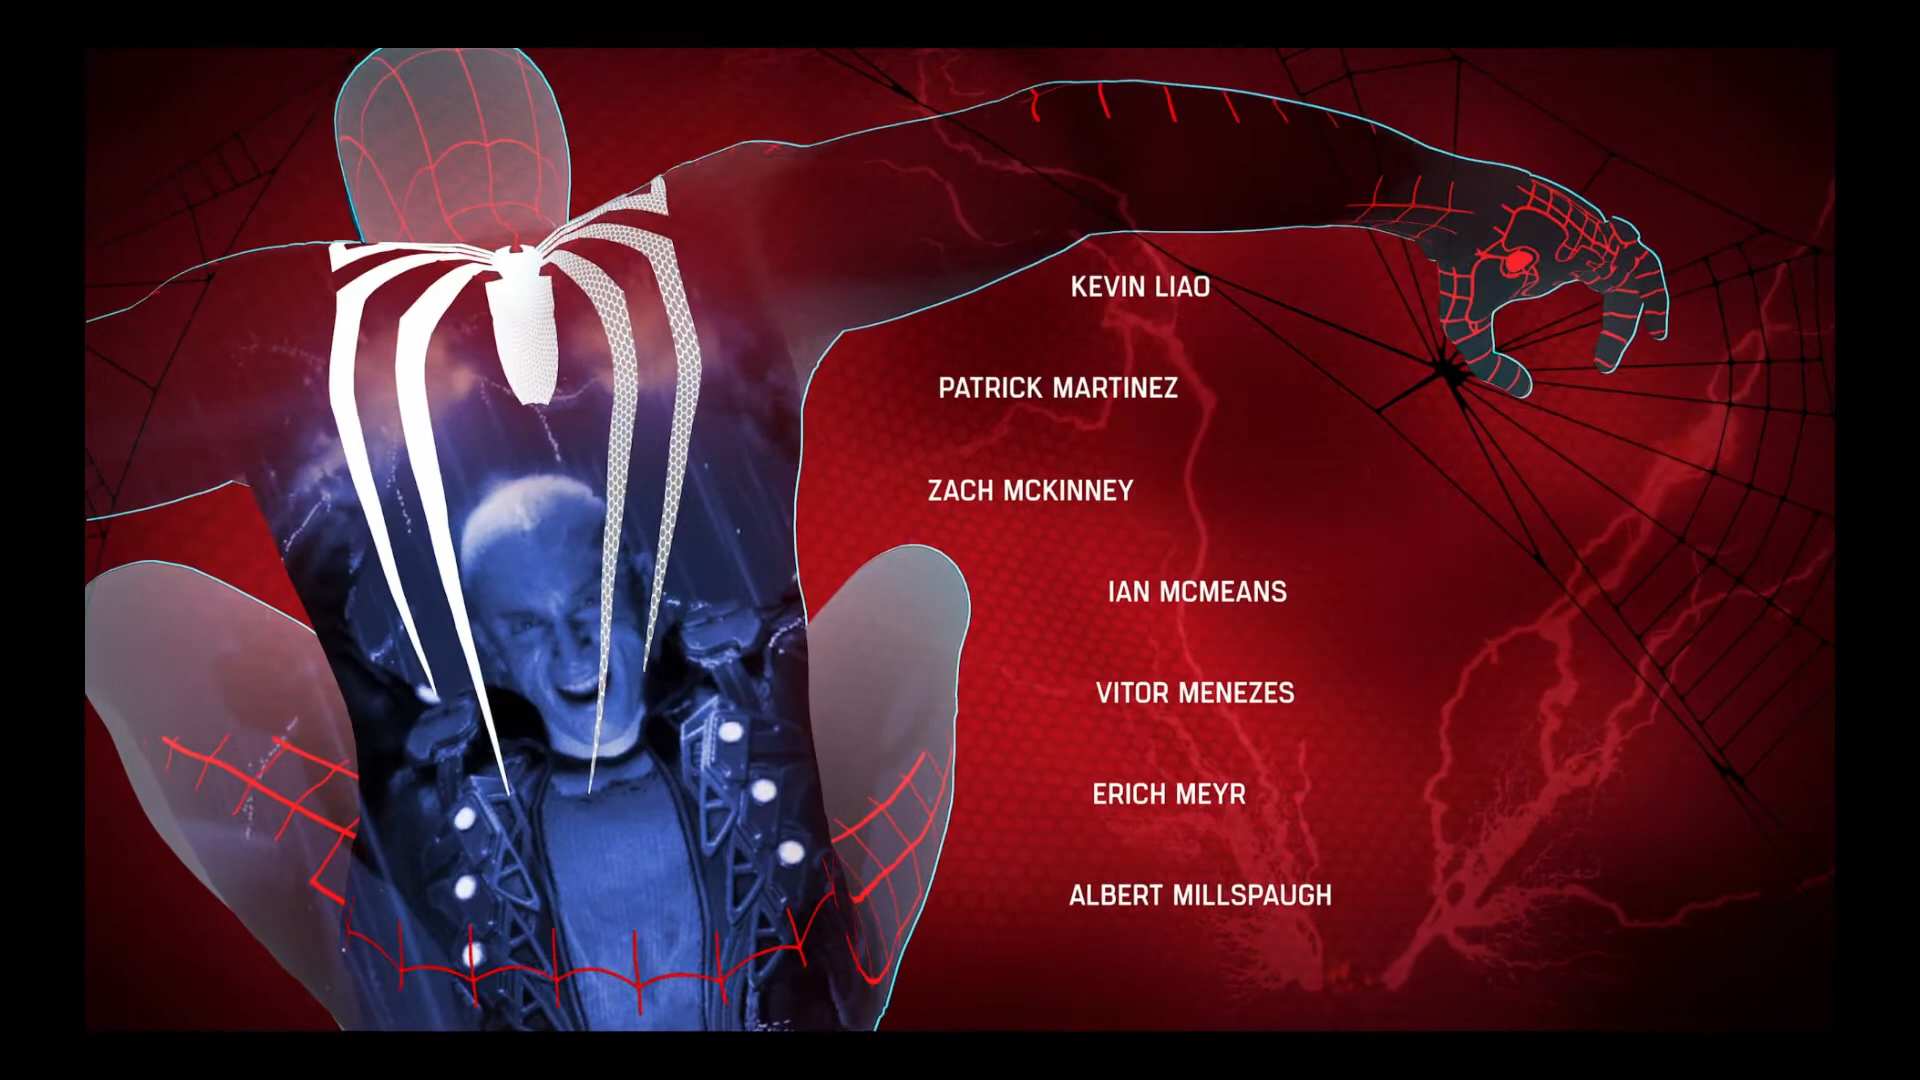 KEVIN LIAO
PATRICK MARTINEZ
ZACH MCKINNEY
IAN MCMEANS
VITOR MENEZES
ERICH MEYR
ALBERT MILLSPAUGH